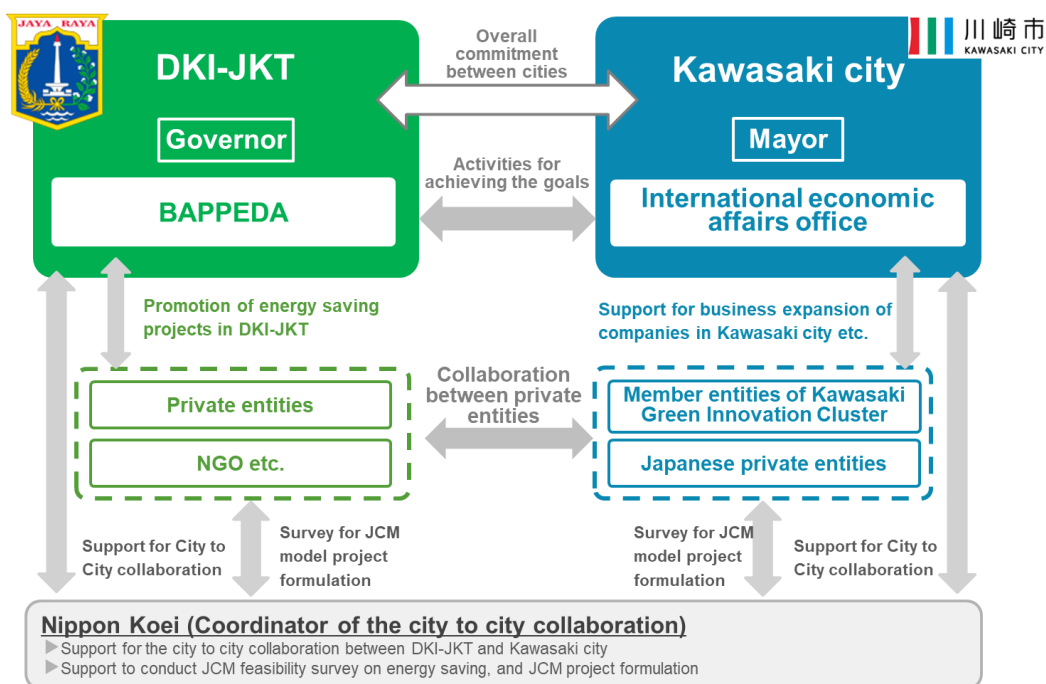 JAYA RAYA
川崎市
KAWASAKI CITY
DKI-JKT
Overall
commitment
between cities
Kawasaki city
Governor
Mayor
Activities for
achieving the goals
BAPPEDA
International economic
affairs office
Promotion of energy saving
projects in DKI-JKT
Support for business expansion of
companies in Kawasaki city etc.
Collaboration
between private
entities
Private entities
NGO etc.
Member entities of Kawasaki
Green Innovation Cluster
Japanese private entities
Support for City to
City collaboration
Survey for JCM
model project
formulation
Survey for JCM
model project
formulation
Support for City to
City collaboration
Nippon Koei (Coordinator of the city to city collaboration)
Support for the city to city collaboration between DKI-JKT and Kawasaki city
Support to conduct JCM feasibility survey on energy saving, and JCM project formulation